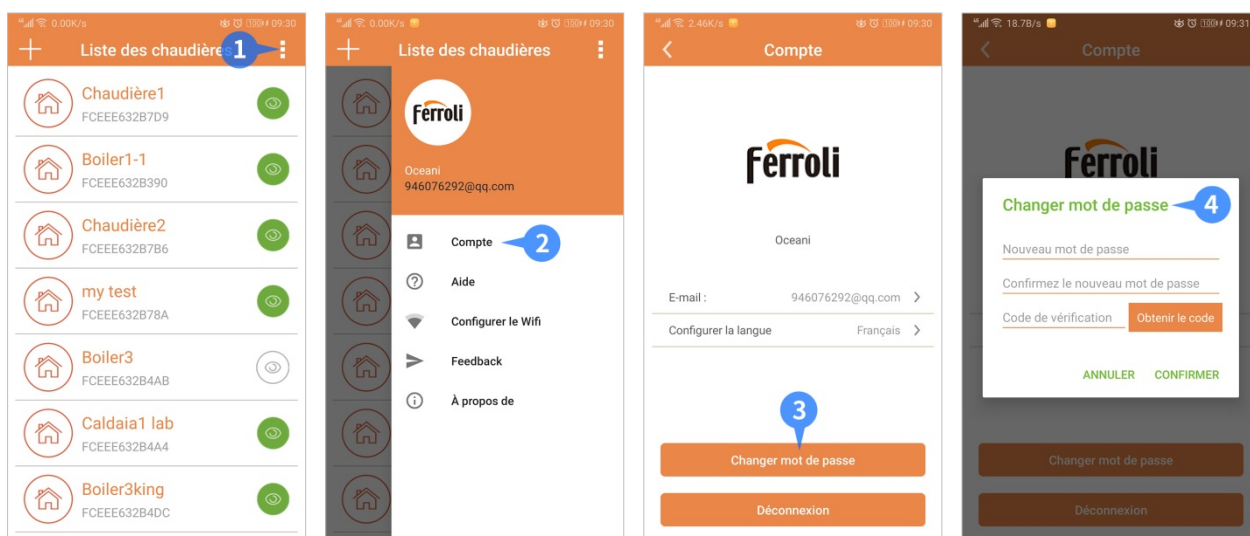 0.00K/s 09:30
Liste des chaudières
1
Chaudière1
FCEEE632B7D9
Boiler1-1
FCEEE632B390
Chaudière2
FCEEE632B7B6
my test
FCEEE632B78A
Boiler3
FCEEE632B4AB
Caldaia1 lab
FCEEE632B4A4
Boiler3king
FCEEE632B4DC
0.00K/s 100 09:30
Liste des chaudières
Ferroli
Oceani
946076292@qq.com
Compte
2
Aide
Configurer le Wifi
Feedback
À propos de
2.46K/s 100 09:30
Compte
Ferroli
Oceani
E-mail : 946076292@qq.com
Configurer la langue Français
3
Changer mot de passe
Déconnexion
18.7B/s 100 09:31
Compte
Ferroli
Changer mot de passe
4
Nouveau mot de passe
Confirmez le nouveau mot de passe
Code de vérification Obtenir le code
ANNULER CONFIRMER
Changer mot de passe
Déconnexion